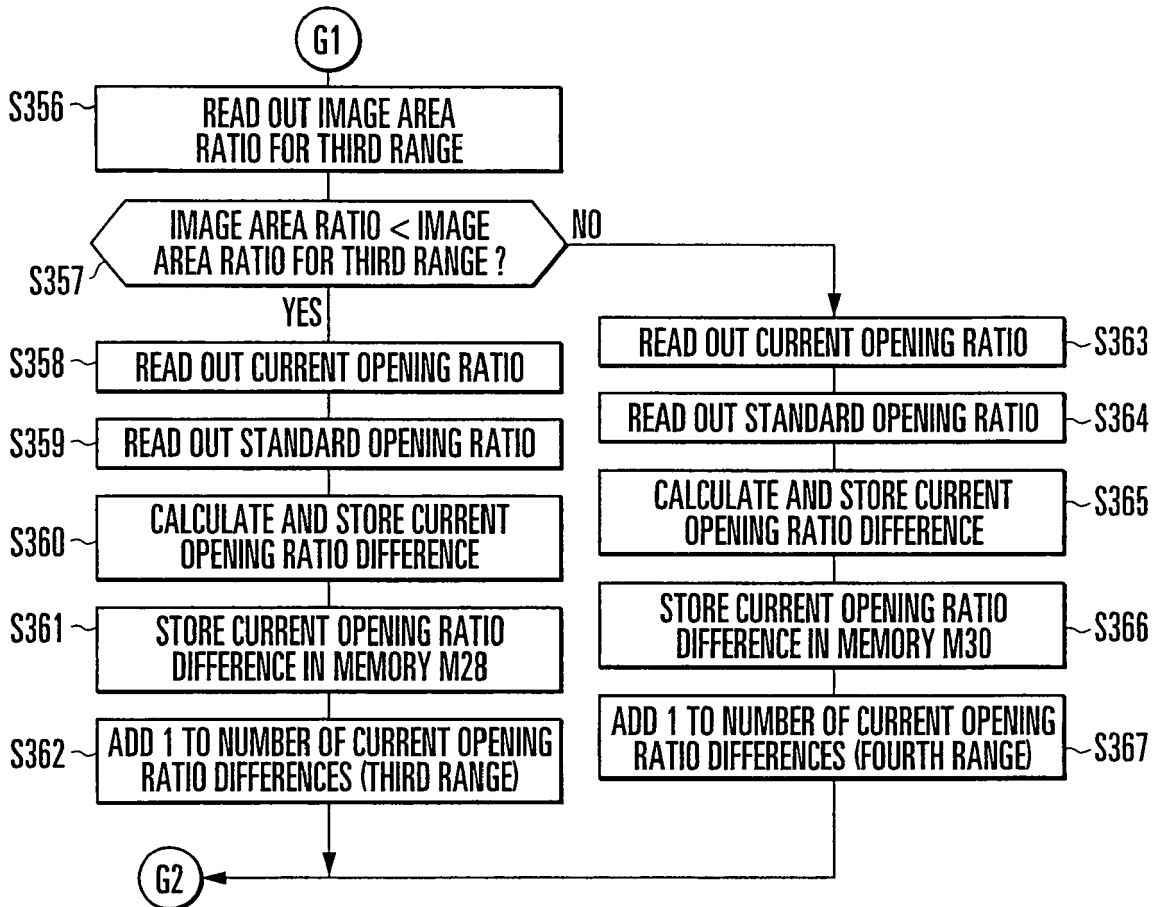 G1
S356
READ OUT IMAGE AREA
RATIO FOR THIRD RANGE
IMAGE AREA RATIO < IMAGE
AREA RATIO FOR THIRD RANGE ?
S357
NO
YES
S358
READ OUT CURRENT OPENING RATIO
S359
READ OUT STANDARD OPENING RATIO
S360
CALCULATE AND STORE CURRENT
OPENING RATIO DIFFERENCE
S361
STORE CURRENT OPENING RATIO
DIFFERENCE IN MEMORY M28
S362
ADD 1 TO NUMBER OF CURRENT OPENING
RATIO DIFFERENCES (THIRD RANGE)
READ OUT CURRENT OPENING RATIO
S363
READ OUT STANDARD OPENING RATIO
S364
CALCULATE AND STORE CURRENT
OPENING RATIO DIFFERENCE
S365
STORE CURRENT OPENING RATIO
DIFFERENCE IN MEMORY M30
S366
ADD 1 TO NUMBER OF CURRENT OPENING
RATIO DIFFERENCES (FOURTH RANGE)
S367
G2